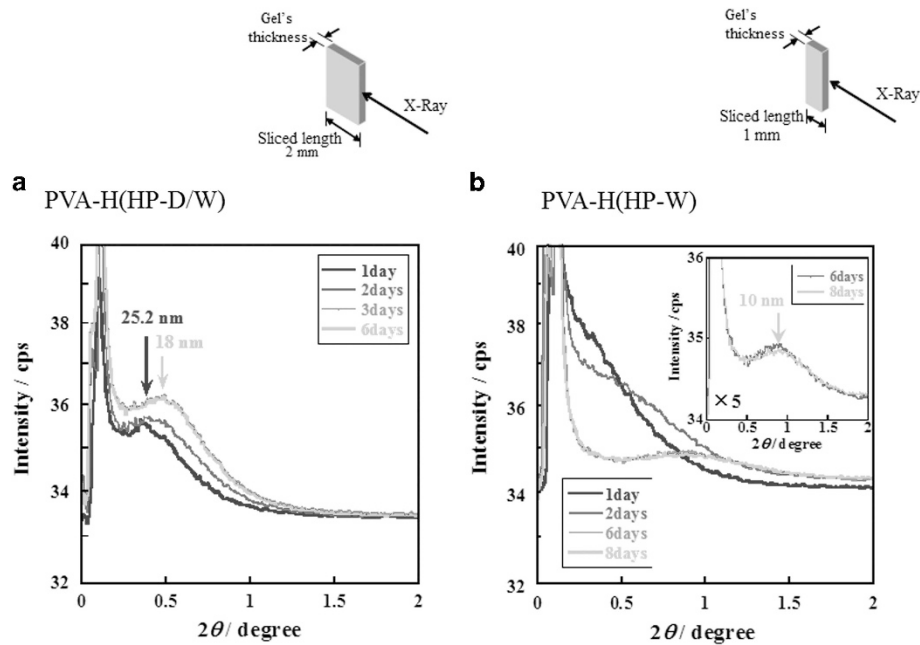 Gel's
thickness
X-Ray
Sliced length
2 mm
Gel's
thickness
X-Ray
Sliced length
1 mm
a
PVA-H(HP-D/W)
40
38
36
34
32
Intensity / cps
0
0.5
1
1.5
2
2θ/ degree
1day
2days
3days
6days
25.2 nm
18 nm
b
PVA-H(HP-W)
40
38
36
34
32
Intensity / cps
0
0.5
1
1.5
2
2θ/ degree
1day
2days
6days
8days
36
35
34
Intensity / cps
0
0.5
1
1.5
2
2θ/ degree
6days
8days
10 nm
×5